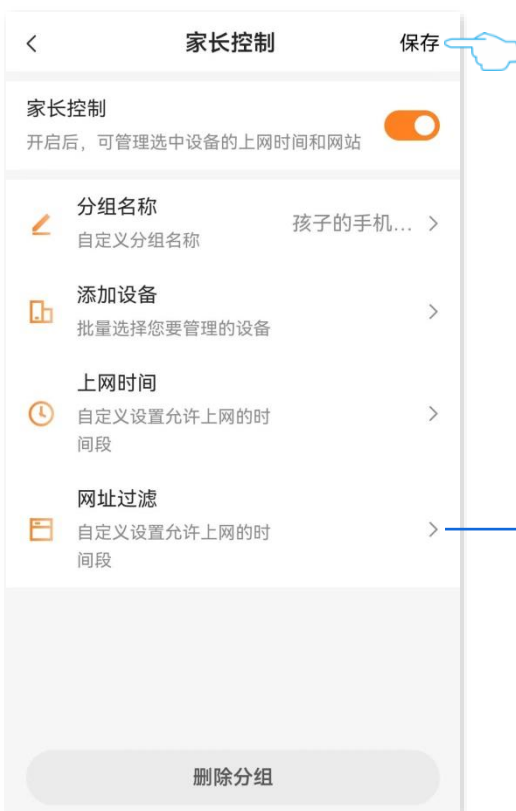 家长控制
保存
家长控制
开启后，可管理选中设备的上网时间和网站
分组名称
自定义分组名称
孩子的手机...
添加设备
批量选择您要管理的设备
上网时间
自定义设置允许上网的时
间段
网址过滤
自定义设置允许上网的时
间段
删除分组